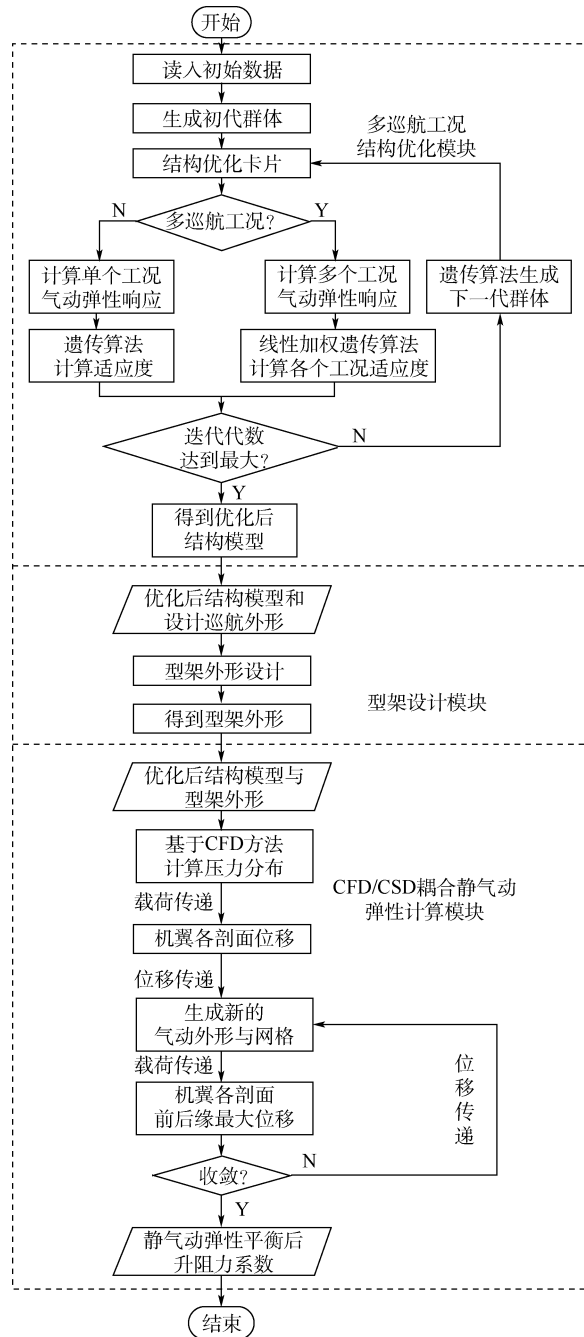 开始
读入初始数据
生成初代群体
多巡航工况
结构优化模块
结构优化卡片
多巡航工况?
N
Y
计算单个工况
气动弹性响应
计算多个工况
气动弹性响应
遗传算法生成
下一代群体
遗传算法
计算适应度
线性加权遗传算法
计算各个工况适应度
迭代代数
达到最大?
N
Y
得到优化后
结构模型
优化后结构模型和
设计巡航外形
型架外形设计
得到型架外形
型架设计模块
优化后结构模型与
型架外形
基于CFD方法
计算压力分布
CFD/CSD耦合静气动
弹性计算模块
载荷传递
机翼各剖面位移
位移传递
生成新的
气动外形与网格
载荷传递
位移传递
机翼各剖面
前后缘最大位移
收敛?
N
Y
静气动弹性平衡后
升阻力系数
结束